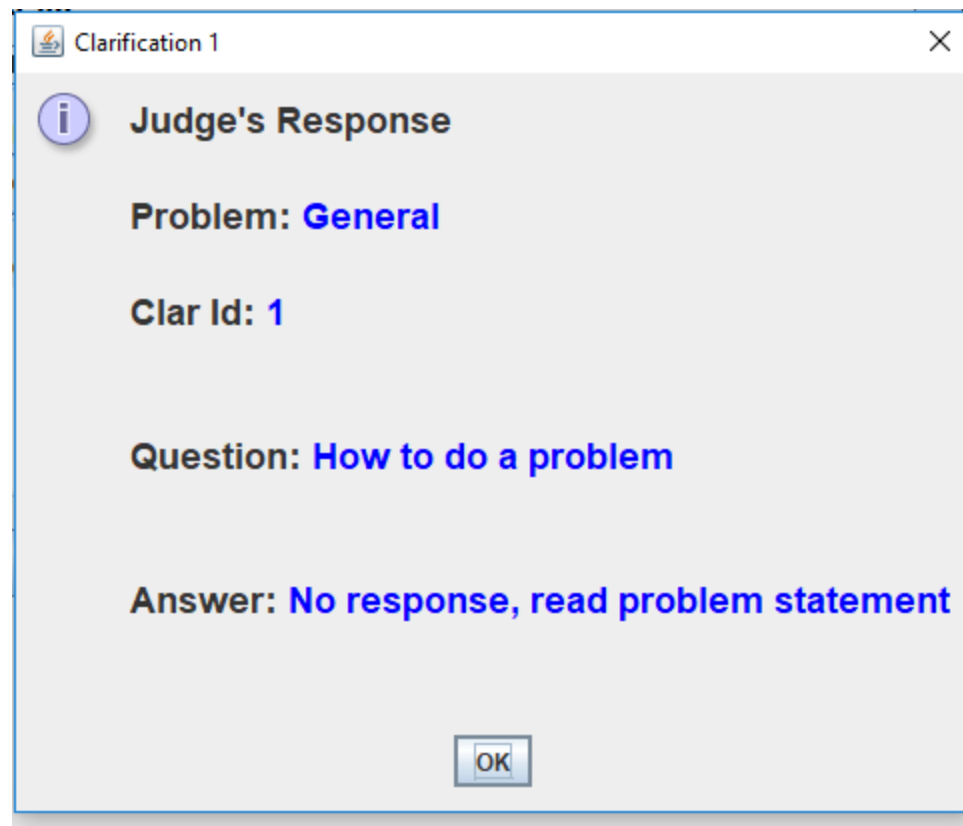 Clarification 1
Judge's Response
Problem: General
Clar Id: 1
Question: How to do a problem
Answer: No response, read problem statement
OK